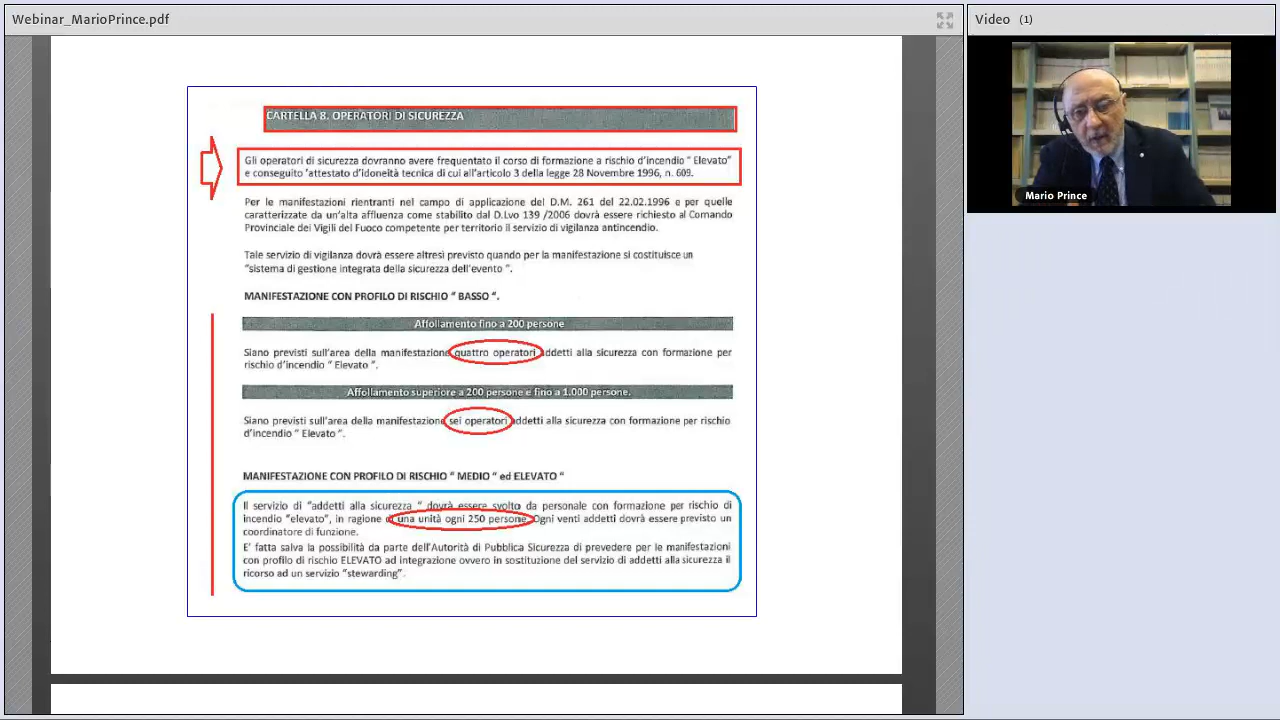 Webinar_MarioPrince.pdf
Video (1)
Mario Prince
CARTELLA 8. OPERATORI DI SICUREZZA
Gli operatori di sicurezza dovranno avere frequentato il corso di formazione a rischio d'incendio " Elevato"
e conseguito 'attestato d'idoneità tecnica di cui all'articolo 3 della legge 28 Novembre 1996, n. 609.
Per le manifestazioni rientranti nel campo di applicazione del D.M. 261 del 22.02.1996 e per quelle
caratterizzate da un'alta affluenza come stabilito dal D.Lvo 139 /2006 dovrà essere richiesto al Comando
Provinciale dei Vigili del Fuoco competente per territorio il servizio di vigilanza antincendio.
Tale servizio di vigilanza dovrà essere altresì previsto quando per la manifestazione si costituisce un
"sistema di gestione integrata della sicurezza dell'evento ".
MANIFESTAZIONE CON PROFILO DI RISCHIO " BASSO ".
Affollamento fino a 200 persone
Siano previsti sull'area della manifestazione quattro operatori addetti alla sicurezza con formazione per
rischio d'incendio " Elevato ".
Affollamento superiore a 200 persone e fino a 1.000 persone.
Siano previsti sull'area della manifestazione sei operatori addetti alla sicurezza con formazione per rischio
d'incendio " Elevato ".
MANIFESTAZIONE CON PROFILO DI RISCHIO " MEDIO " ed ELEVATO "
Il servizio di "addetti alla sicurezza " dovrà essere svolto da personale con formazione per rischio di
incendio "elevato", in ragione di una unità ogni 250 persone. Ogni venti addetti dovrà essere previsto un
coordinatore di funzione.
E' fatta salva la possibilità da parte dell'Autorità di Pubblica Sicurezza di prevedere per le manifestazioni
con profilo di rischio ELEVATO ad integrazione ovvero in sostituzione del servizio di addetti alla sicurezza il
ricorso ad un servizio "stewarding".